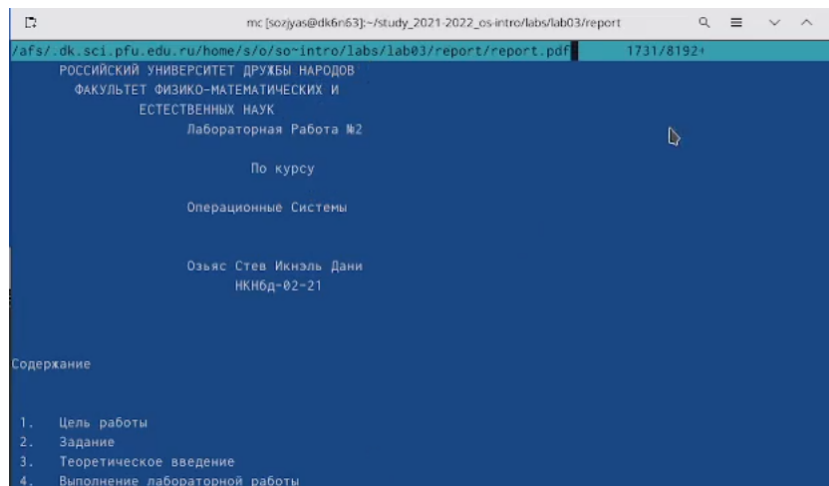 mc [sozjyas@dk6n63]:~/study_2021-2022_os-intro/labs/lab03/report
/afs/.dk.sci.pfu.edu.ru/home/s/o/so~intro/labs/lab03/report/report.pdf 1731/8192+
РОССИЙСКИЙ УНИВЕРСИТЕТ ДРУЖБЫ НАРОДОВ
ФАКУЛЬТЕТ ФИЗИКО-МАТЕМАТИЧЕСКИХ И
ЕСТЕСТВЕННЫХ НАУК
Лабораторная Работа №2
По курсу
Операционные Системы
Озьяс Стев Икнэль Дани
НКНбд-02-21
Содержание
1. Цель работы
2. Задание
3. Теоретическое введение
4. Выполнение лабораторной работы